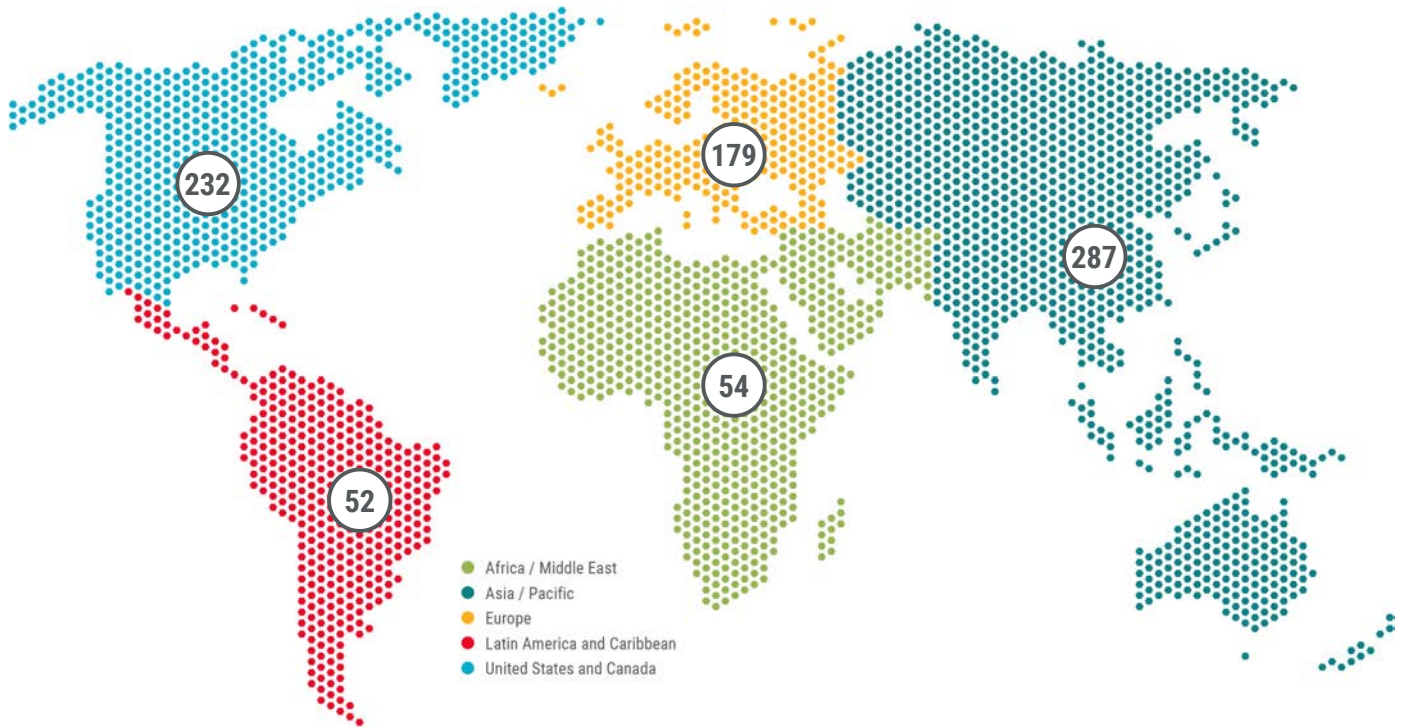 179
232
287
54
52
Africa / Middle East
Asia / Pacific
Europe
Latin America and Caribbean
United States and Canada